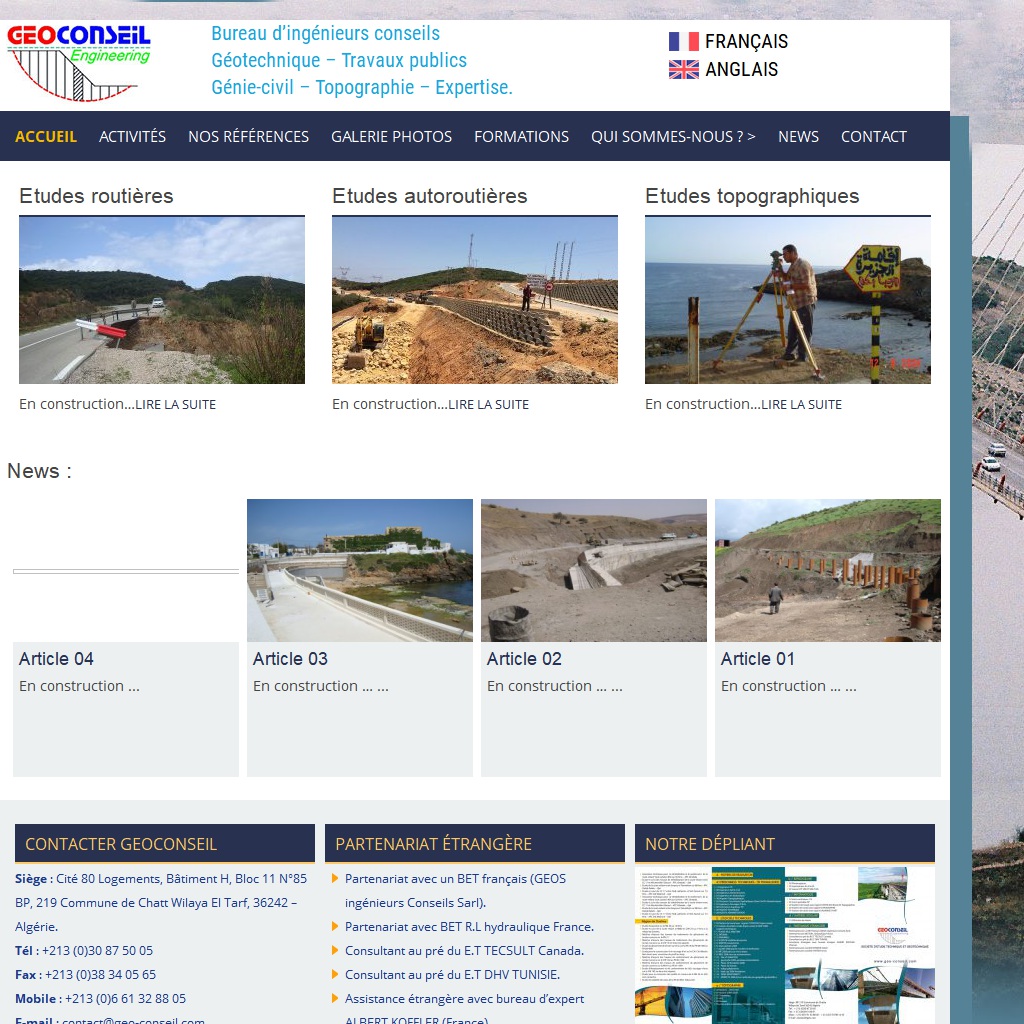 GEOCONSEIL
Engineering
Bureau d'ingénieurs conseils
Géotechnique – Travaux publics
Génie-civil – Topographie – Expertise.
FRANÇAIS
ANGLAIS
ACCUEIL ACTIVITÉS NOS RÉFÉRENCES GALERIE PHOTOS FORMATIONS QUI SOMMES-NOUS ? > NEWS CONTACT
Etudes routières
En construction...LIRE LA SUITE
Etudes autoroutières
En construction...LIRE LA SUITE
Etudes topographiques
En construction...LIRE LA SUITE
News :
Article 04
En construction ...
Article 03
En construction ... ...
Article 02
En construction ... ...
Article 01
En construction ... ...
CONTACTER GEOCONSEIL
Siège : Cité 80 Logements, Bâtiment H, Bloc 11 N°85
BP, 219 Commune de Chatt Wilaya El Tarf, 36242 –
Algérie.
Tél : +213 (0)30 87 50 05
Fax : +213 (0)38 34 05 65
Mobile : +213 (0)6 61 32 88 05
E-mail : contact@geo-conseil.com
PARTENARIAT ÉTRANGÈRE
Partenariat avec un BET français (GEOS
ingénieurs Conseils Sarl).
Partenariat avec BET R.L hydraulique France.
Consultant au pré du E.T TECSULT Canada.
Consultant au pré du E.T DHV TUNISIE.
Assistance étrangère avec bureau d'expert
ALBERT KOFFLER (France)
NOTRE DÉPLIANT
GEOCONSEIL